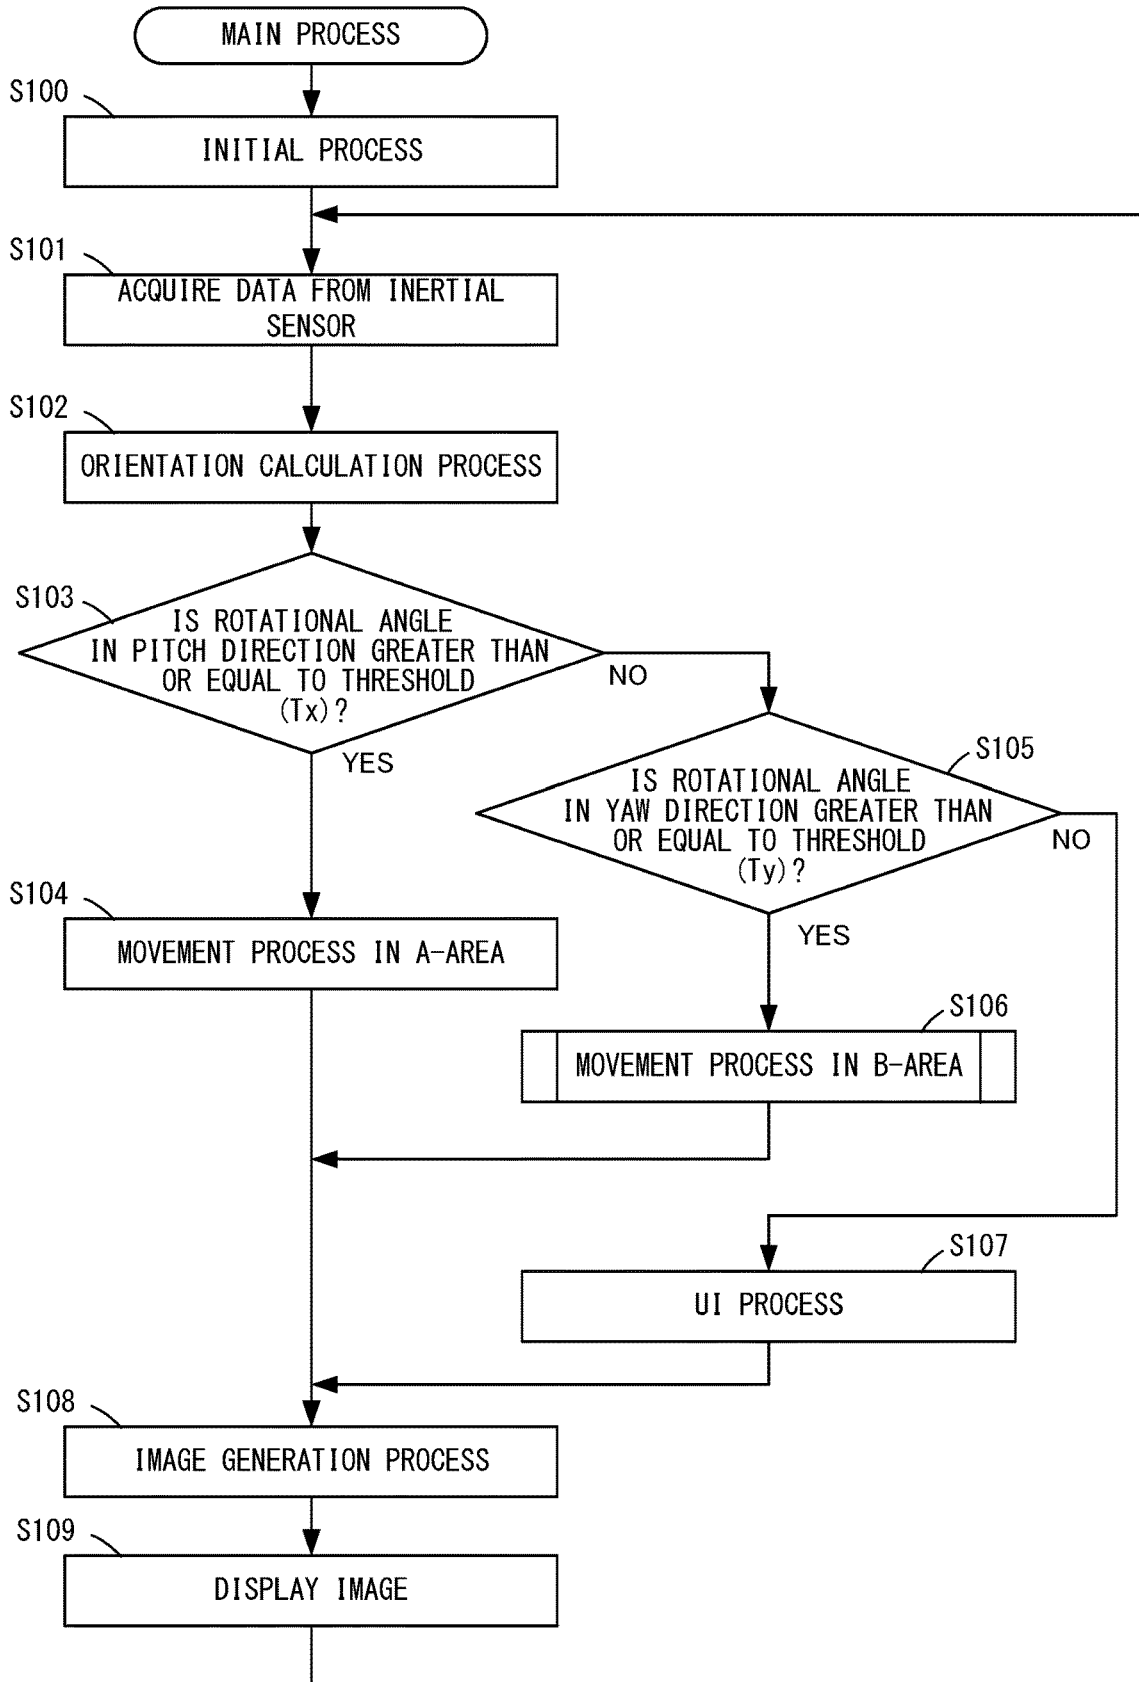 MAIN PROCESS
S100
INITIAL PROCESS
S101
ACQUIRE DATA FROM INERTIAL
SENSOR
S102
ORIENTATION CALCULATION PROCESS
S103
IS ROTATIONAL ANGLE
IN PITCH DIRECTION GREATER THAN
OR EQUAL TO THRESHOLD
(Tx)?
NO
YES
S105
IS ROTATIONAL ANGLE
IN YAW DIRECTION GREATER THAN
OR EQUAL TO THRESHOLD
(Ty)?
NO
YES
S104
MOVEMENT PROCESS IN A-AREA
S106
MOVEMENT PROCESS IN B-AREA
S107
UI PROCESS
S108
IMAGE GENERATION PROCESS
S109
DISPLAY IMAGE